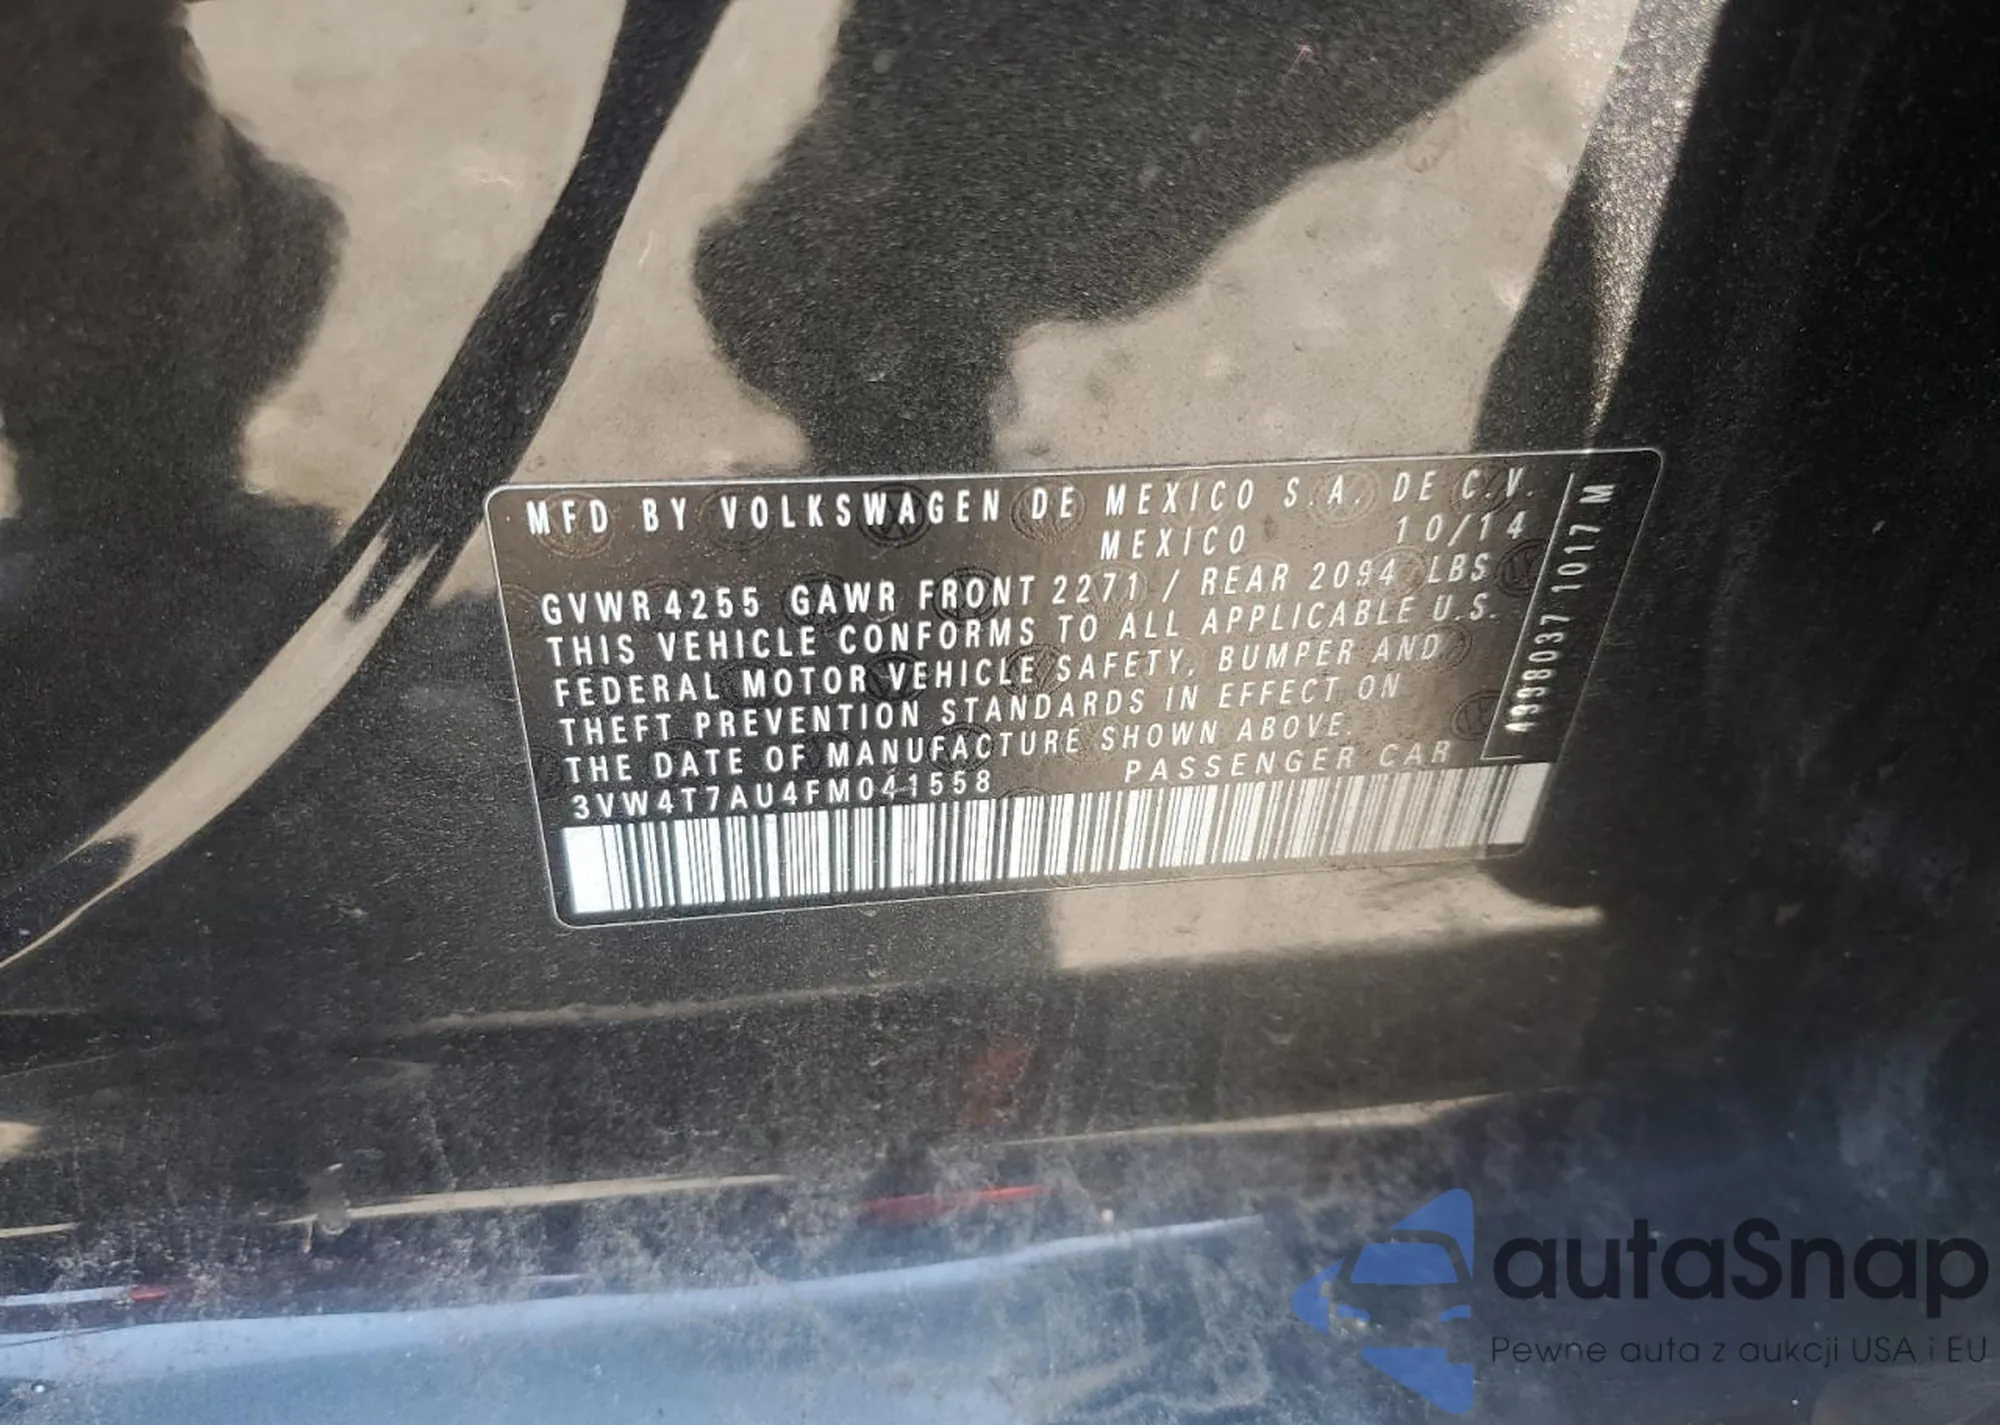 MFD BY VOLKSWAGEN DE MEXICO S.A. DE C.V.
MEXICO 10/14
GVWR 4255 GAWR FRONT 2271 / REAR 2094 LBS
THIS VEHICLE CONFORMS TO ALL APPLICABLE U.S.
FEDERAL MOTOR VEHICLE SAFETY, BUMPER AND
THEFT PREVENTION STANDARDS IN EFFECT ON
THE DATE OF MANUFACTURE SHOWN ABOVE.
3VW4T7AU4FM041558 PASSENGER CAR
1017 M
autaSnap
Pewne auta z aukcji USA i EU